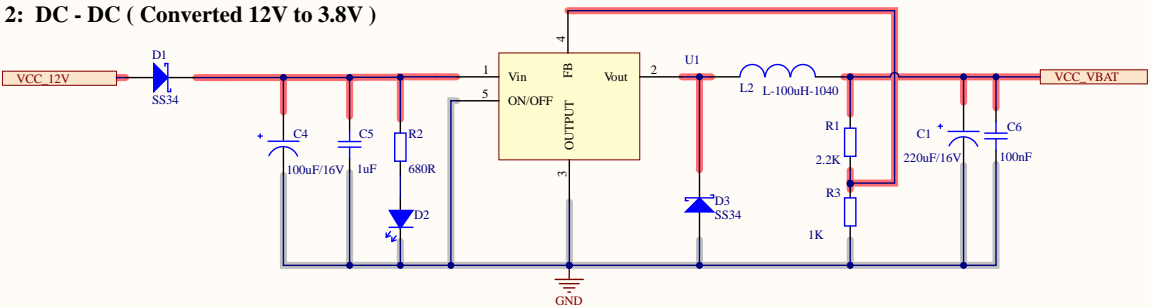 2: DC - DC ( Converted 12V to 3.8V )
VCC_12V
D1
SS34
C4
100uF/16V
C5
1uF
R2
680R
D2
1
Vin
5
ON/OFF
4
FB
OUTPUT
3
Vout
2
U1
GND
L2
L-100uH-1040
D3
SS34
R1
2.2K
R3
1K
C1
220uF/16V
C6
100nF
VCC_VBAT